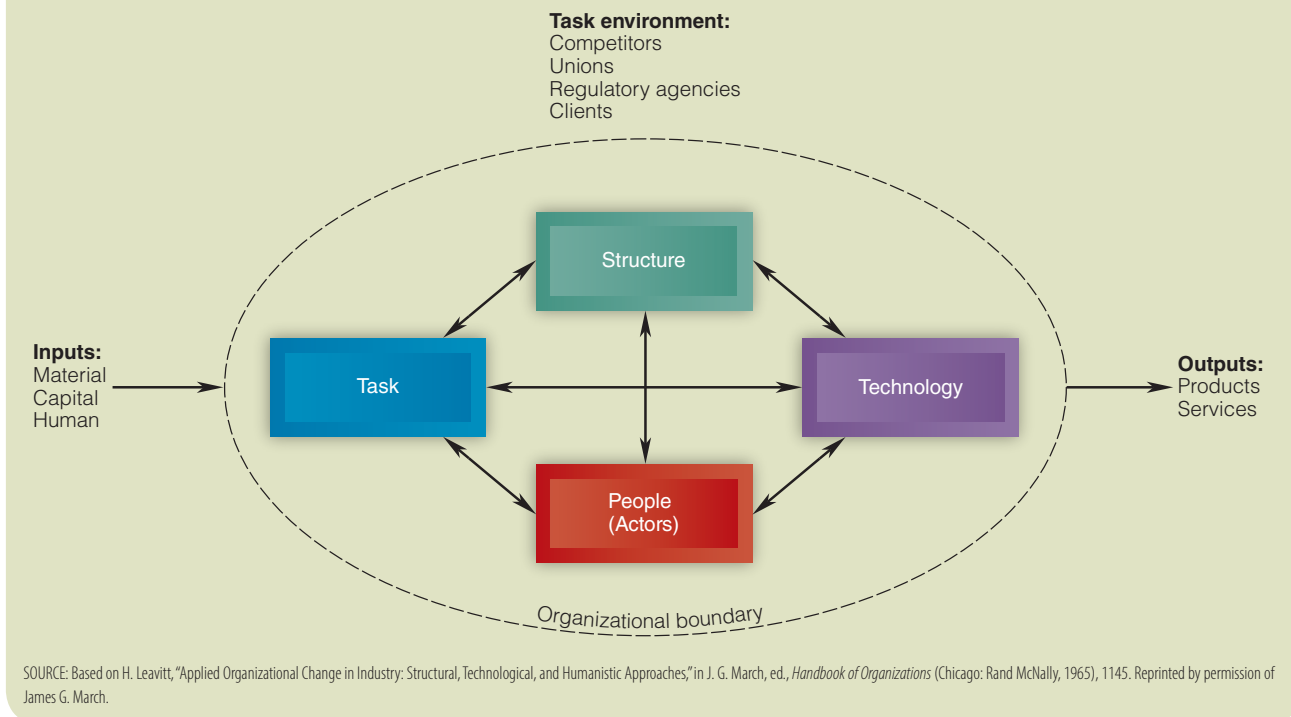 Task environment:
Competitors
Unions
Regulatory agencies
Clients
Structure
Inputs:
Material
Capital
Human
Task
Technology
Outputs:
Products
Services
People
(Actors)
Organizational boundary
SOURCE: Based on H. Leavitt, “Applied Organizational Change in Industry: Structural, Technological, and Humanistic Approaches,” in J. G. March, ed., Handbook of Organizations (Chicago: Rand McNally, 1965), 1145. Reprinted by permission of
James G. March.